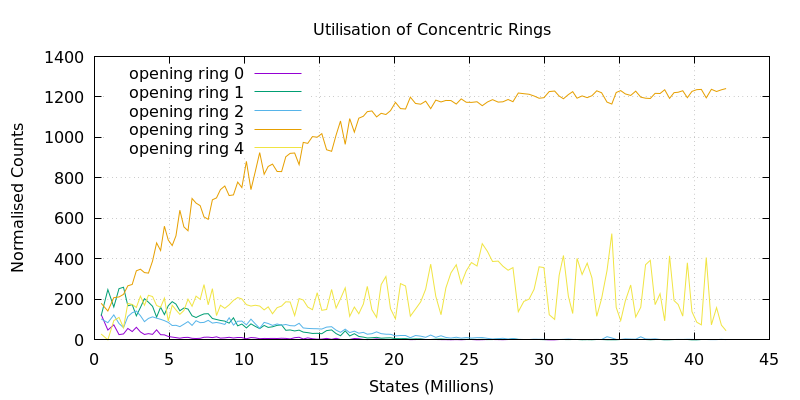 Utilisation of Concentric Rings
1400
1200
1000
800
600
400
200
0
Normalised Counts
opening ring 0
opening ring 1
opening ring 2
opening ring 3
opening ring 4
0 5 10 15 20 25 30 35 40 45
States (Millions)